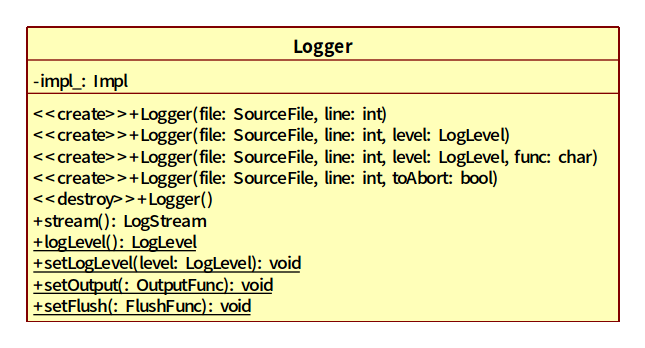 Logger
-impl_: Impl
<<create>>+Logger(file: SourceFile, line: int)
<<create>>+Logger(file: SourceFile, line: int, level: LogLevel)
<<create>>+Logger(file: SourceFile, line: int, level: LogLevel, func: char)
<<create>>+Logger(file: SourceFile, line: int, toAbort: bool)
<<destroy>>+Logger()
+stream(): LogStream
+logLevel(): LogLevel
+setLogLevel(level: LogLevel): void
+setOutput(: OutputFunc): void
+setFlush(: FlushFunc): void